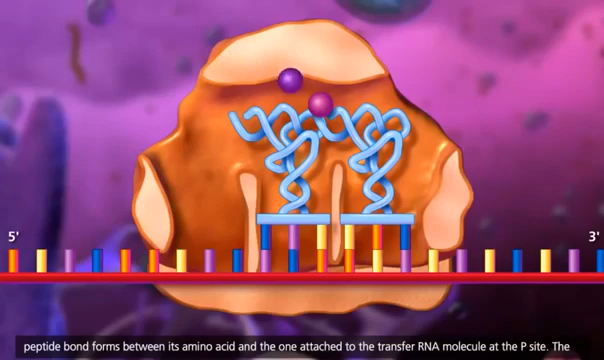 5'
3'
peptide bond forms between its amino acid and the one attached to the transfer RNA molecule at the P site. The